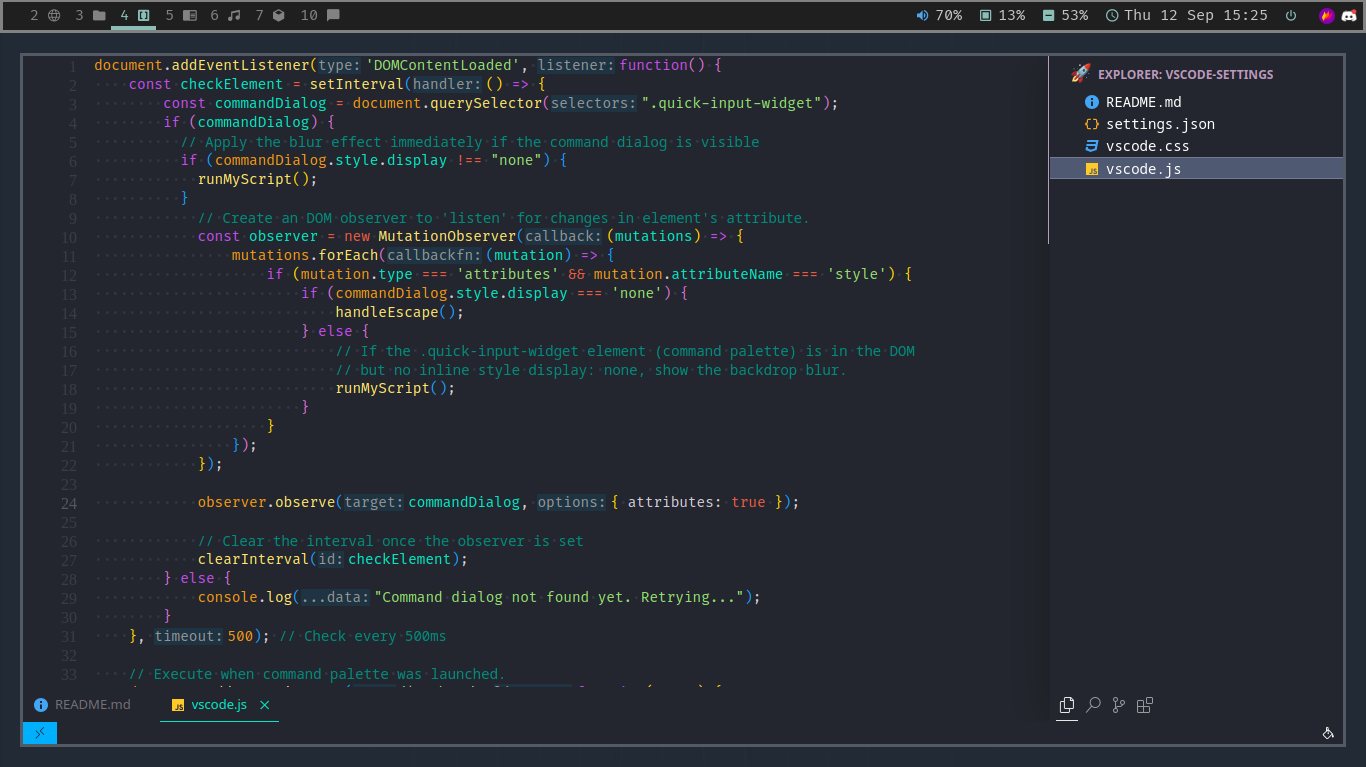 2 3 4 5 6 7 10 70% 13% 53% Thu 12 Sep 15:25
1 document.addEventListener(type: 'DOMContentLoaded', listener: function() {
2 const checkElement = setInterval(handler: () => {
3 const commandDialog = document.querySelector(selectors: ".quick-input-widget");
4 if (commandDialog) {
5 // Apply the blur effect immediately if the command dialog is visible
6 if (commandDialog.style.display !== "none") {
7 runMyScript();
8 }
9 // Create an DOM observer to 'listen' for changes in element's attribute.
10 const observer = new MutationObserver(callback: (mutations) => {
11 mutations.forEach(callbackfn: (mutation) => {
12 if (mutation.type === 'attributes' && mutation.attributeName === 'style') {
13 if (commandDialog.style.display === 'none') {
14 handleEscape();
15 } else {
16 // If the .quick-input-widget element (command palette) is in the DOM
17 // but no inline style display: none, show the backdrop blur.
18 runMyScript();
19 }
20 }
21 });
22 });
23
24 observer.observe(target: commandDialog, options: { attributes: true });
25
26 // Clear the interval once the observer is set
27 clearInterval(id: checkElement);
28 } else {
29 console.log(...data: "Command dialog not found yet. Retrying...");
30 }
31 }, timeout: 500); // Check every 500ms
32
33 // Execute when command palette was launched.
EXPLORER: VSCODE-SETTINGS
README.md
settings.json
vscode.css
JS vscode.js
README.md JS vscode.js